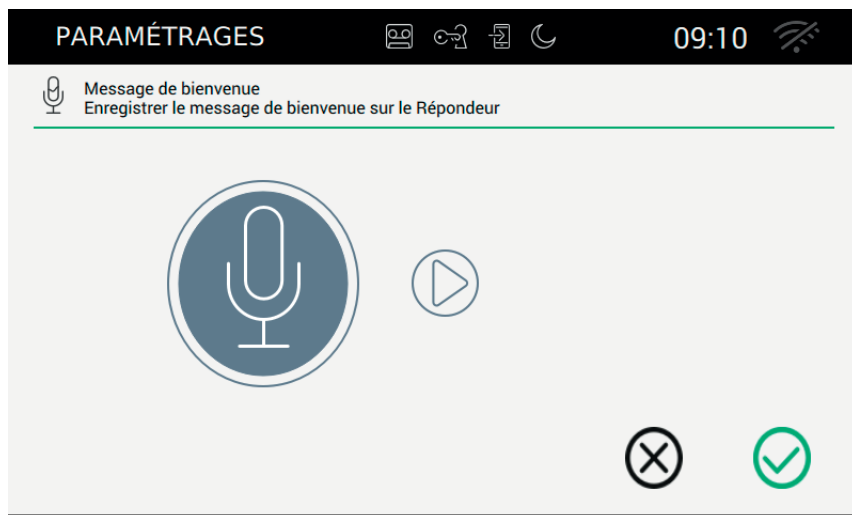 PARAMÉTRAGES 09:10
Message de bienvenue
Enregistrer le message de bienvenue sur le Répondeur